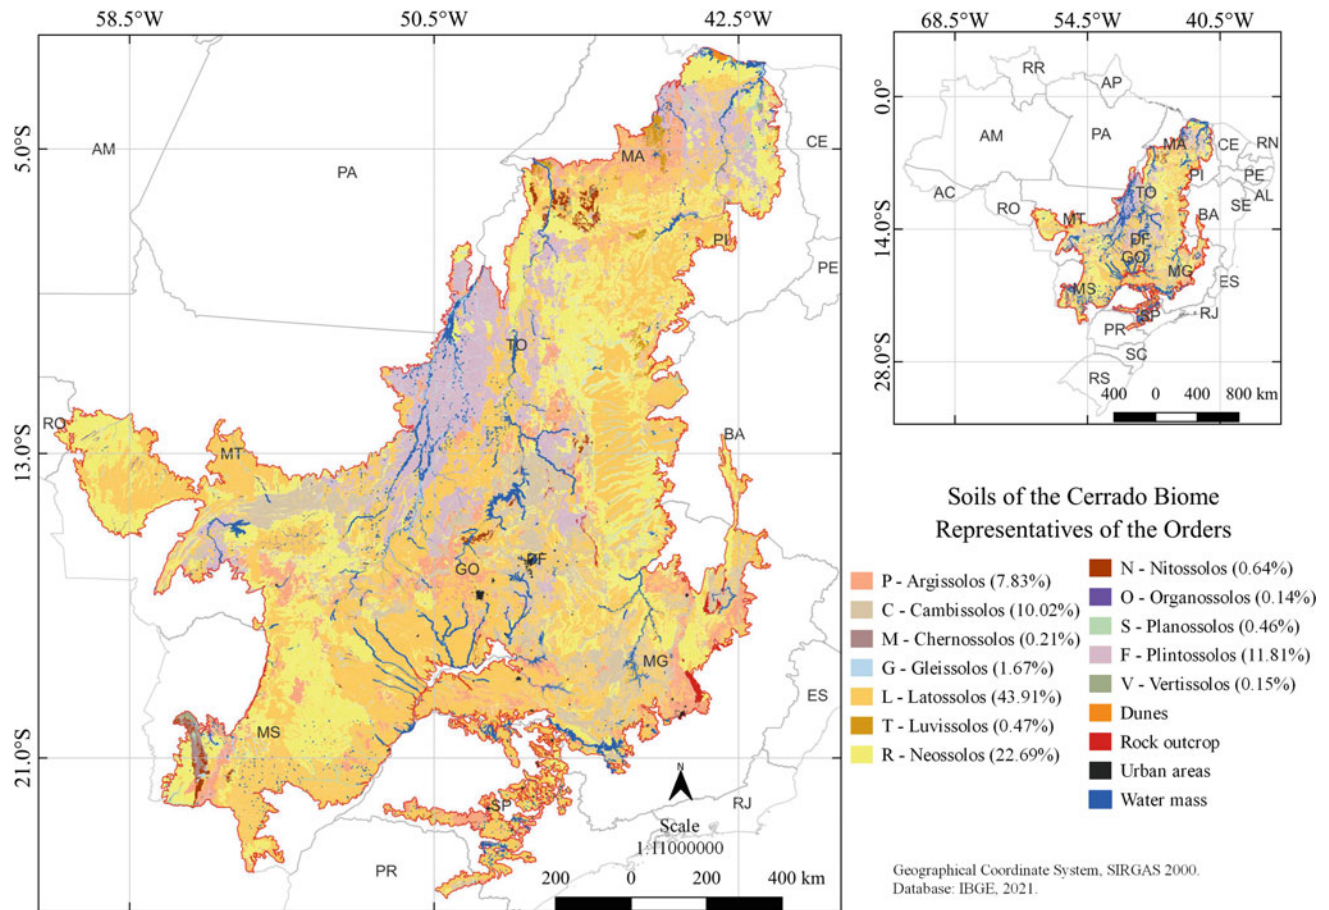 58.5°W
50.5°W
42.5°W
5.0°S
13.0°S
21.0°S
AM
PA
MA
CE
PI
PE
TO
RO
MT
BA
GO
DF
MG
ES
MS
SP
RJ
PR
N
Scale
1:11000000
200 0 200 400 km
68.5°W
54.5°W
40.5°W
0.0°
14.0°S
28.0°S
RR
AP
AM
PA
MA
CE
RN
PI
PE
AC
TO
AL
RO
SE
MT
BA
DF
GO
MG
MS
ES
SP
RJ
PR
SC
RS
400 0 400 800 km
Soils of the Cerrado Biome
Representatives of the Orders
P - Argissolos (7.83%)
C - Cambissolos (10.02%)
M - Chernossolos (0.21%)
G - Gleissolos (1.67%)
L - Latossolos (43.91%)
T - Luvissolos (0.47%)
R - Neossolos (22.69%)
N - Nitossolos (0.64%)
O - Organossolos (0.14%)
S - Planossolos (0.46%)
F - Plintossolos (11.81%)
V - Vertissolos (0.15%)
Dunes
Rock outcrop
Urban areas
Water mass
Geographical Coordinate System, SIRGAS 2000.
Database: IBGE, 2021.